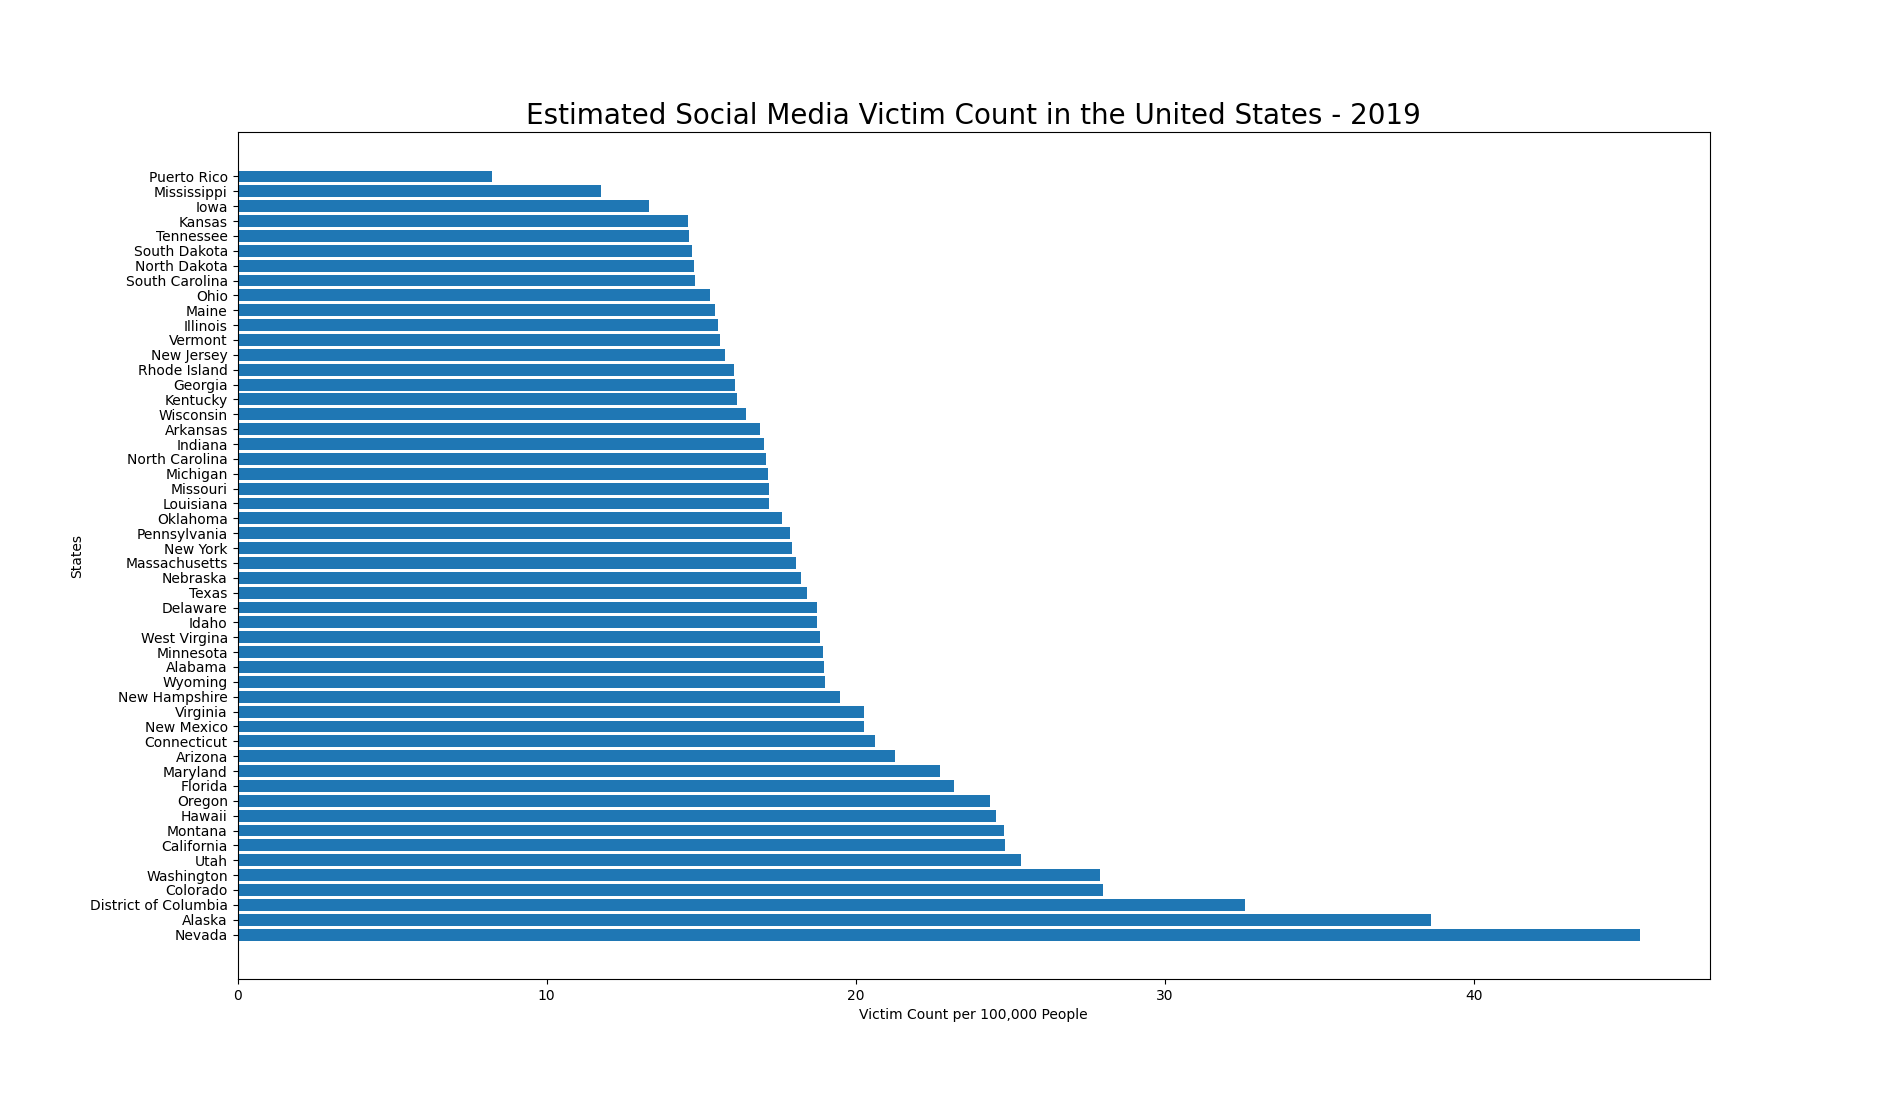 Estimated Social Media Victim Count in the United States - 2019
Puerto Rico
Mississippi
Iowa
Kansas
Tennessee
South Dakota
North Dakota
South Carolina
Ohio
Maine
Illinois
Vermont
New Jersey
Rhode Island
Georgia
Kentucky
Wisconsin
Arkansas
Indiana
North Carolina
Michigan
Missouri
Louisiana
Oklahoma
Pennsylvania
New York
Massachusetts
Nebraska
Texas
Delaware
Idaho
West Virgina
Minnesota
Alabama
Wyoming
New Hampshire
Virginia
New Mexico
Connecticut
Arizona
Maryland
Florida
Oregon
Hawaii
Montana
California
Utah
Washington
Colorado
District of Columbia
Alaska
Nevada
States
0 10 20 30 40
Victim Count per 100,000 People